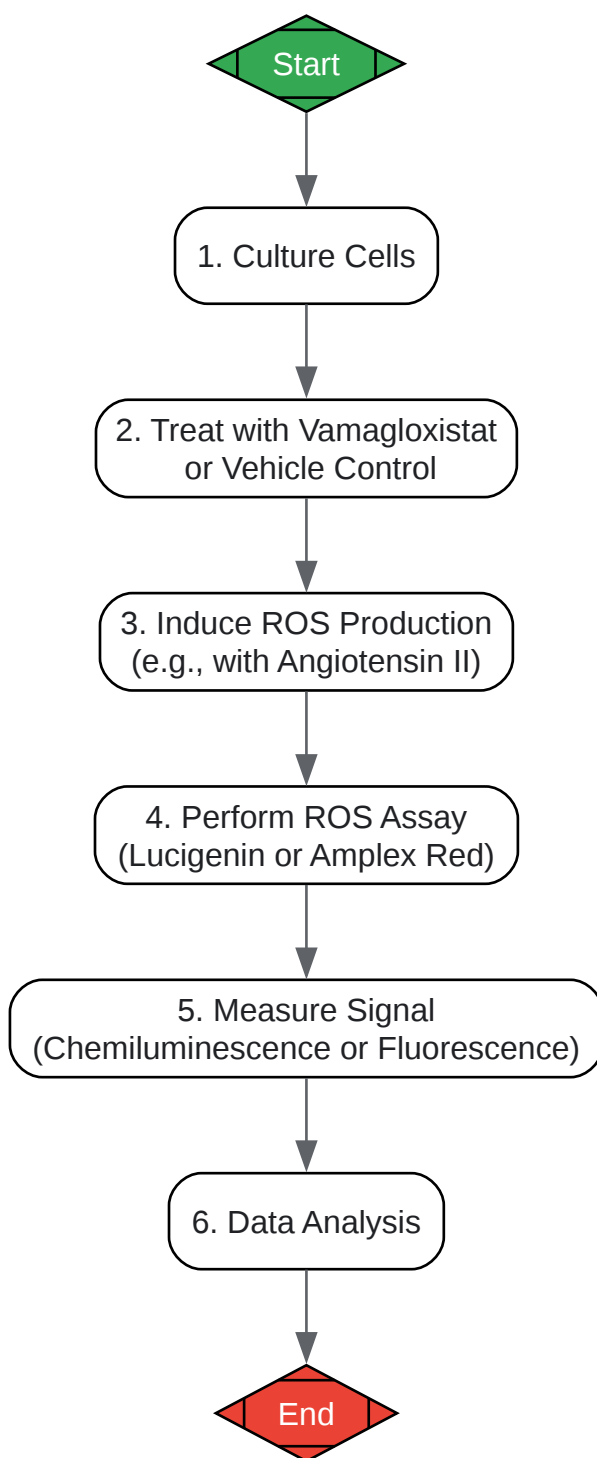 Start
1. Culture Cells
2. Treat with Vamagloxistat
or Vehicle Control
3. Induce ROS Production
(e.g., with Angiotensin II)
4. Perform ROS Assay
(Lucigenin or Amplex Red)
5. Measure Signal
(Chemiluminescence or Fluorescence)
6. Data Analysis
End